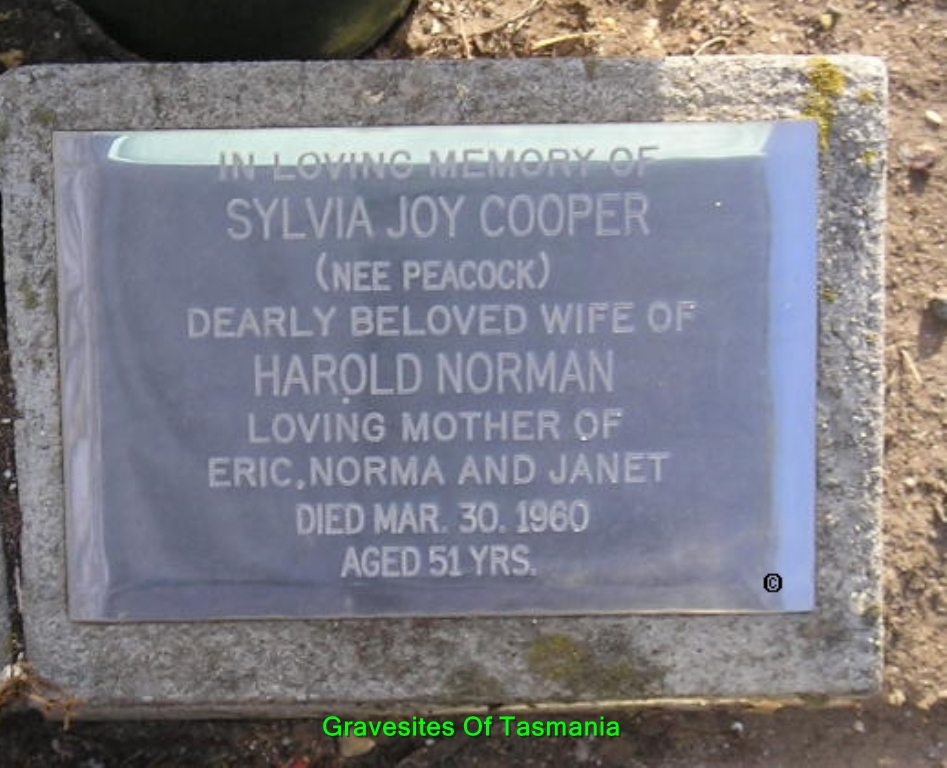 IN LOVING MEMORY OF
SYLVIA JOY COOPER
(NEE PEACOCK)
DEARLY BELOVED WIFE OF
HAROLD NORMAN
LOVING MOTHER OF
ERIC,NORMA AND JANET
DIED MAR. 30. 1960
AGED 51 YRS.
©
Gravesites Of Tasmania